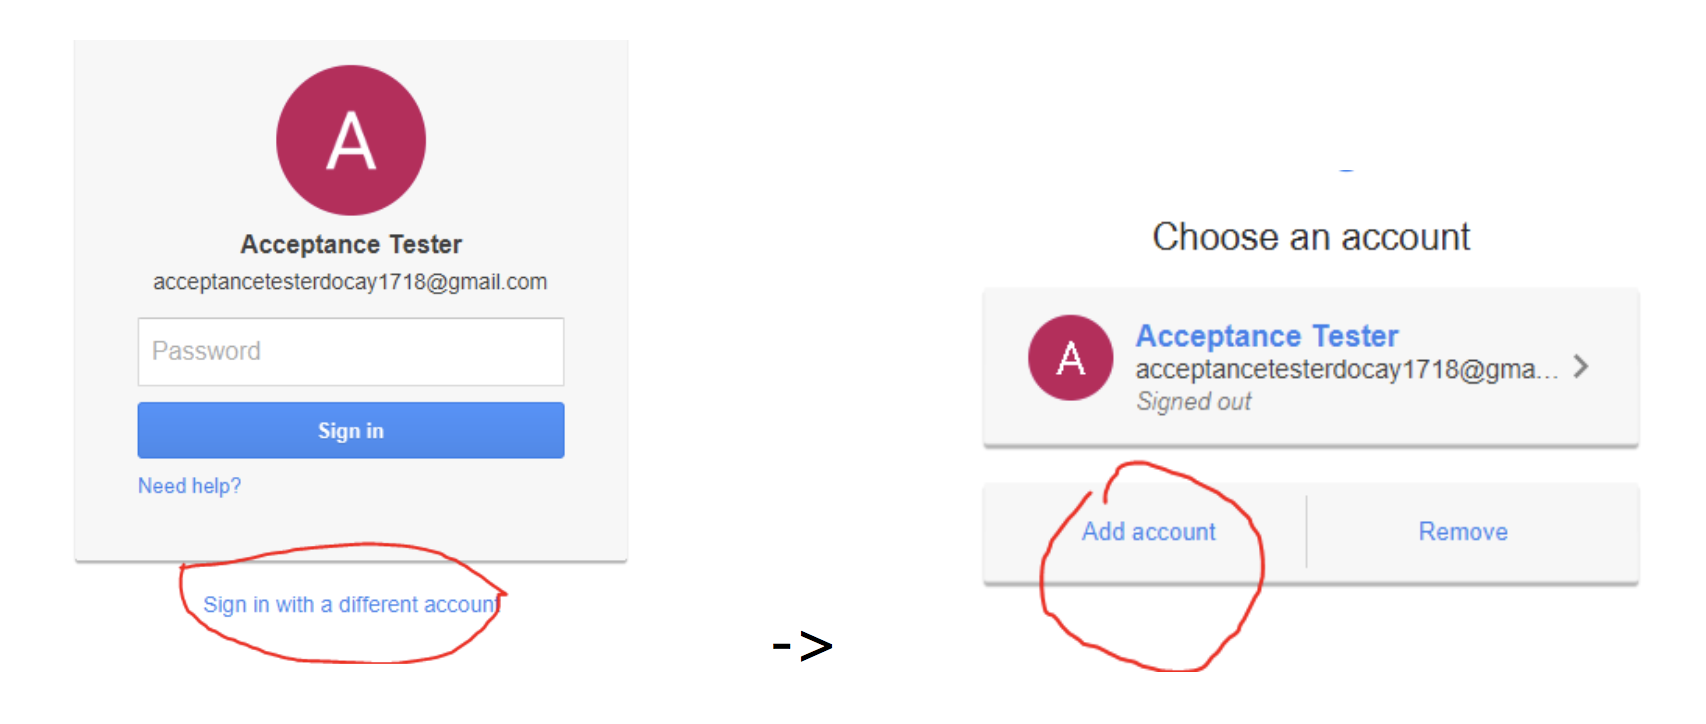 A
Acceptance Tester
acceptancetesterdocay1718@gmail.com
Password
Sign in
Need help?
Sign in with a different account
->
Choose an account
A
Acceptance Tester
acceptancetesterdocay1718@gma...
Signed out
Add account
Remove